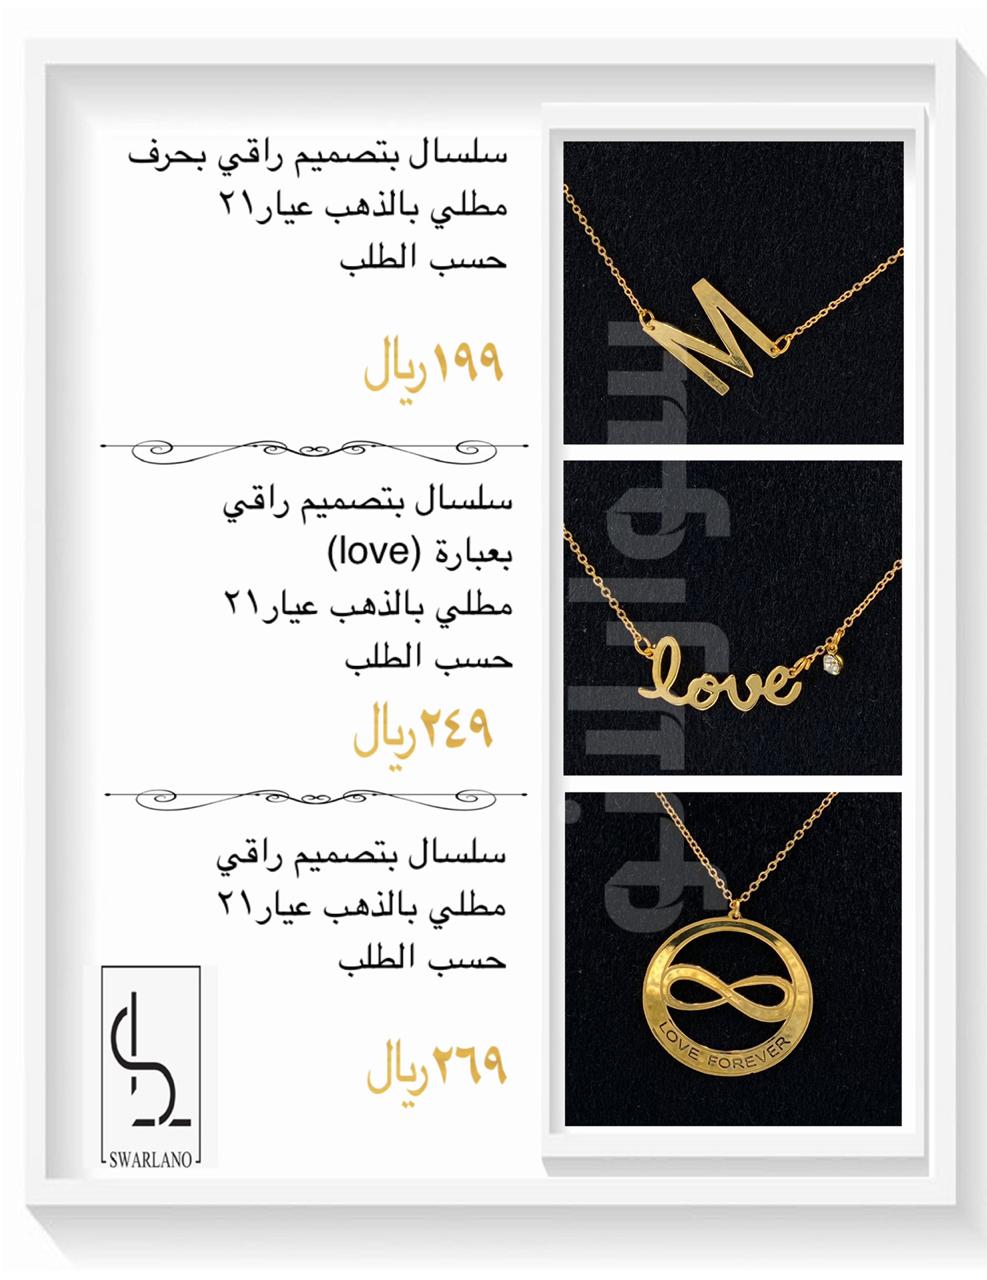 سلسال بتصميم راقي بحرف
مطلي بالذهب عيار٢١
حسب الطلب
١٩٩ريال
M
سلسال بتصميم راقي
بعبارة (love)
مطلي بالذهب عيار٢١
حسب الطلب
٢٤٩ريال
love
سلسال بتصميم راقي
مطلي بالذهب عيار٢١
حسب الطلب
٢٦٩ريال
LOVE FOREVER
SWARLANO